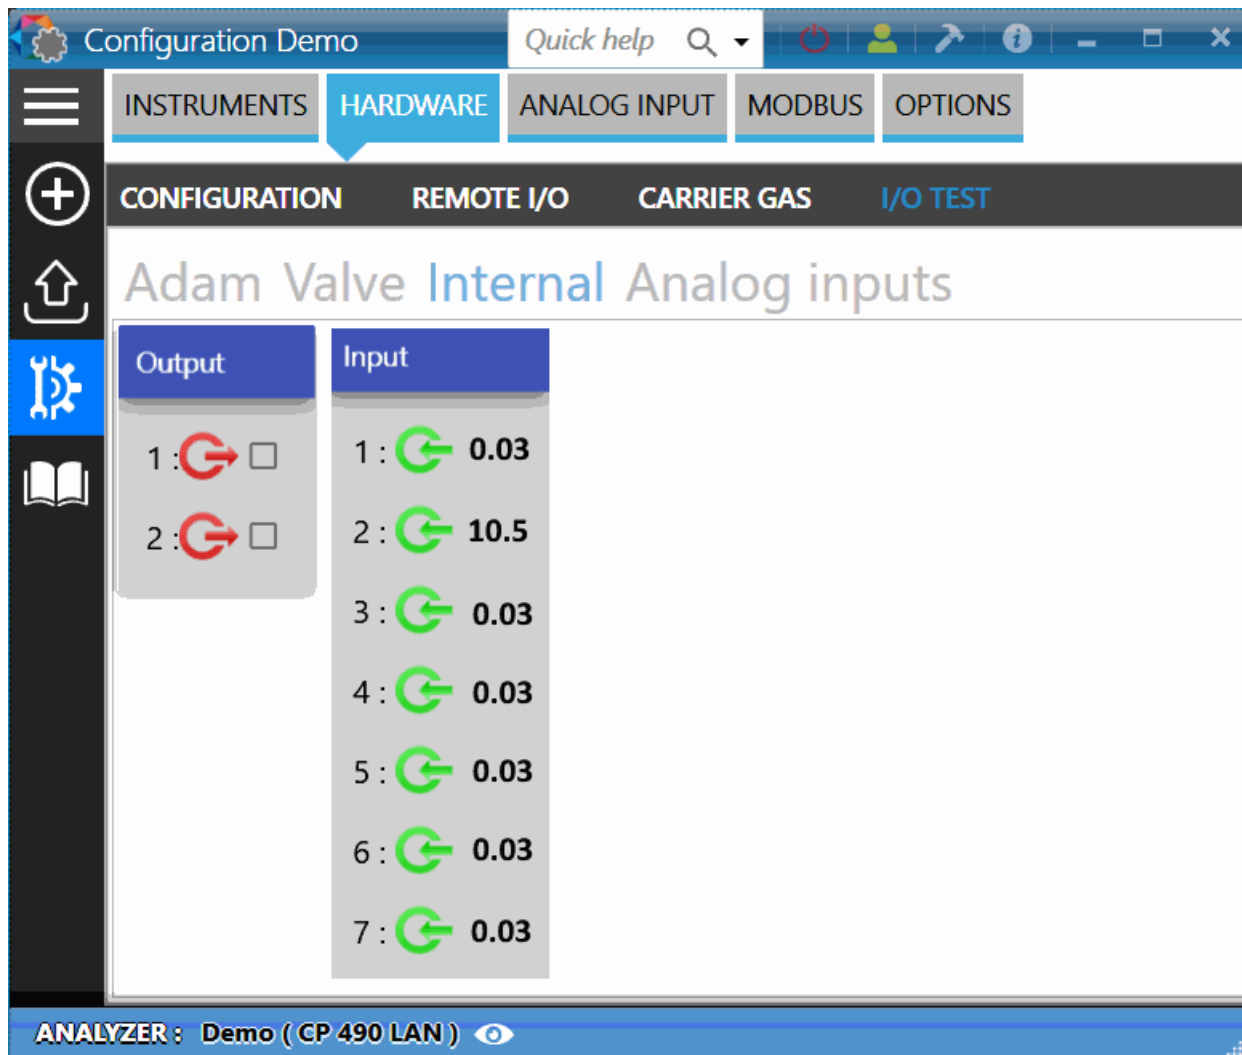 Configuration Demo Quick help
INSTRUMENTS HARDWARE ANALOG INPUT MODBUS OPTIONS
CONFIGURATION REMOTE I/O CARRIER GAS I/O TEST
Adam Valve Internal Analog inputs
Output Input
1 : 1 : 0.03
2 : 2 : 10.5
3 : 0.03
4 : 0.03
5 : 0.03
6 : 0.03
7 : 0.03
ANALYZER : Demo ( CP 490 LAN )